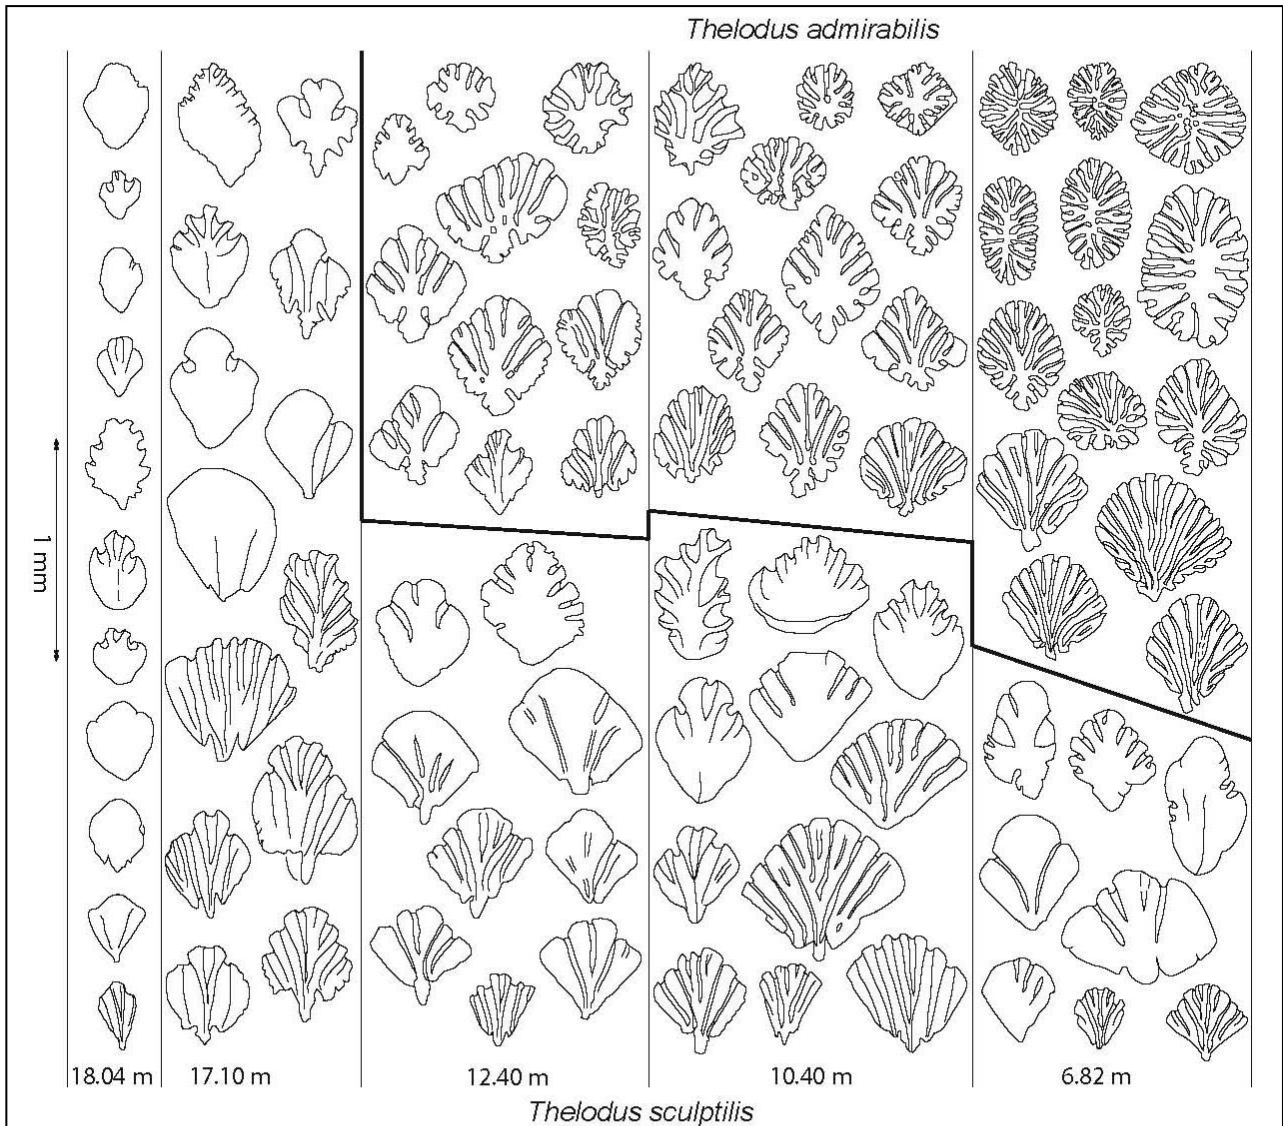 Thelodus admirabilis
1 mm
18.04 m
17.10 m
12.40 m
10.40 m
6.82 m
Thelodus sculptilis